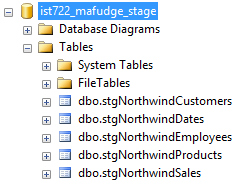 ist722_mafudge_stage
Database Diagrams
Tables
System Tables
FileTables
dbo.stgNorthwindCustomers
dbo.stgNorthwindDates
dbo.stgNorthwindEmployees
dbo.stgNorthwindProducts
dbo.stgNorthwindSales